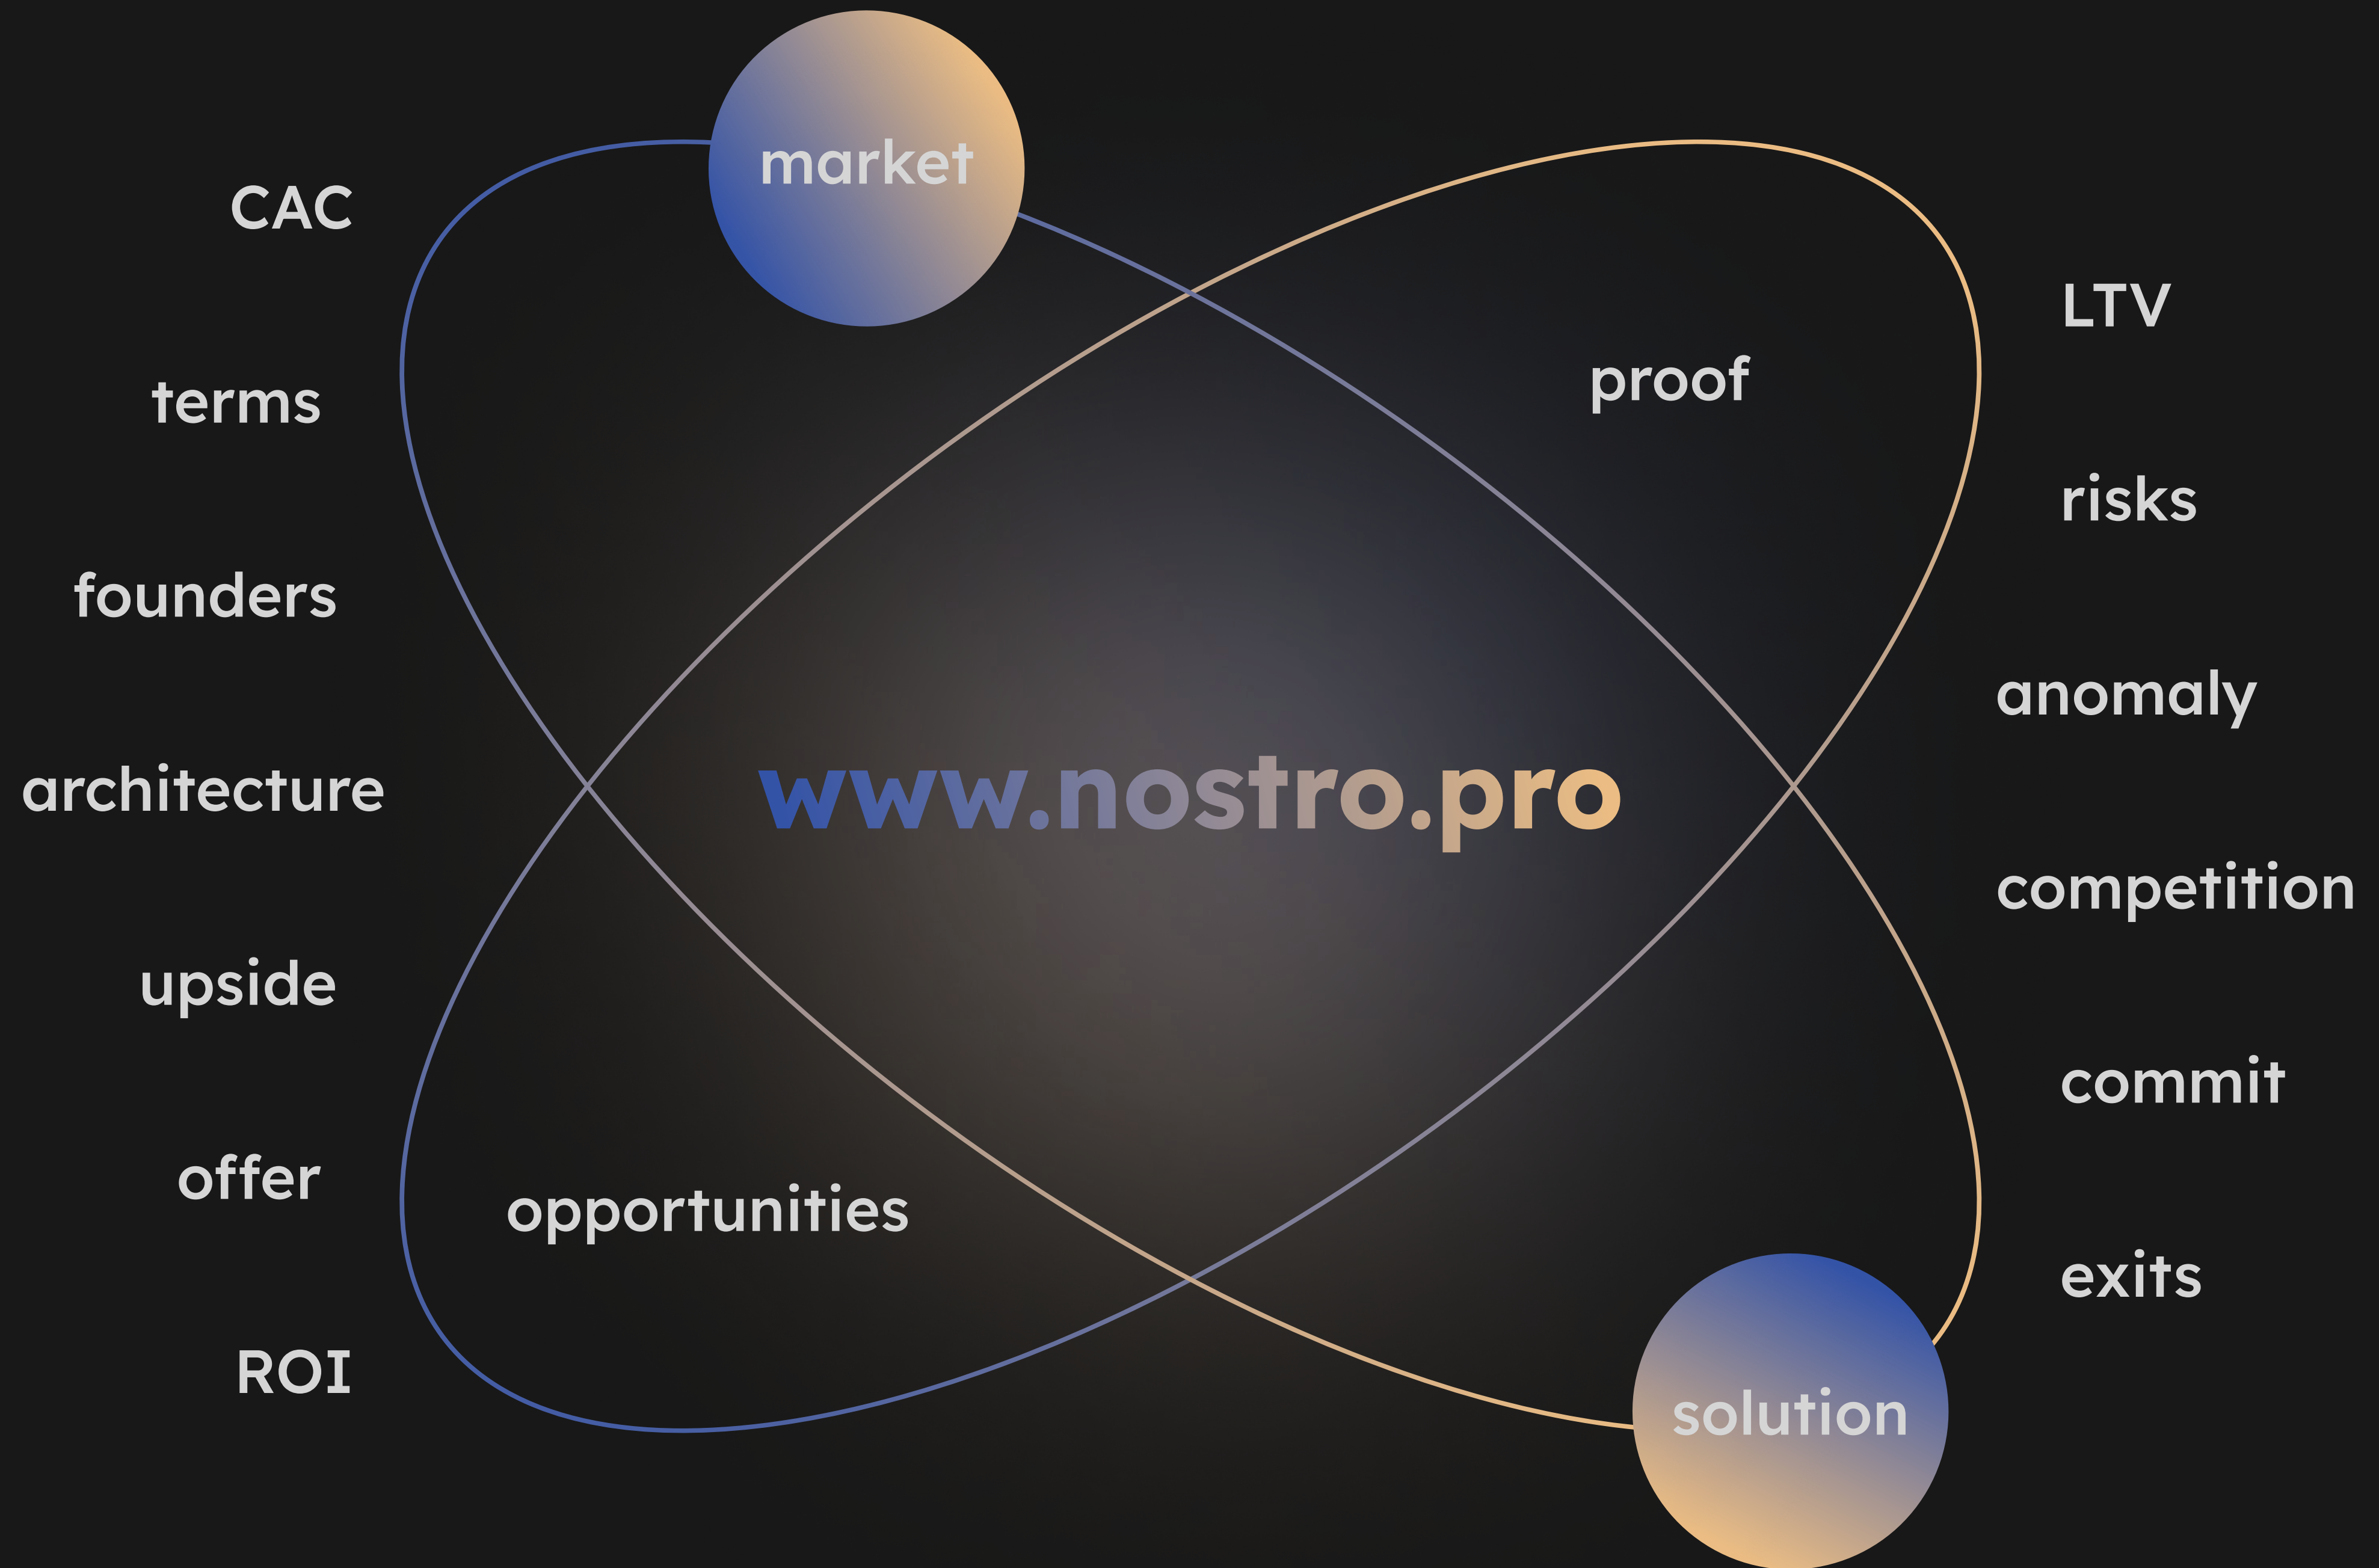 market
CAC
LTV
proof
terms
risks
founders
anomaly
architecture
www.nostro.pro
competition
upside
commit
offer
opportunities
exits
ROI
solution